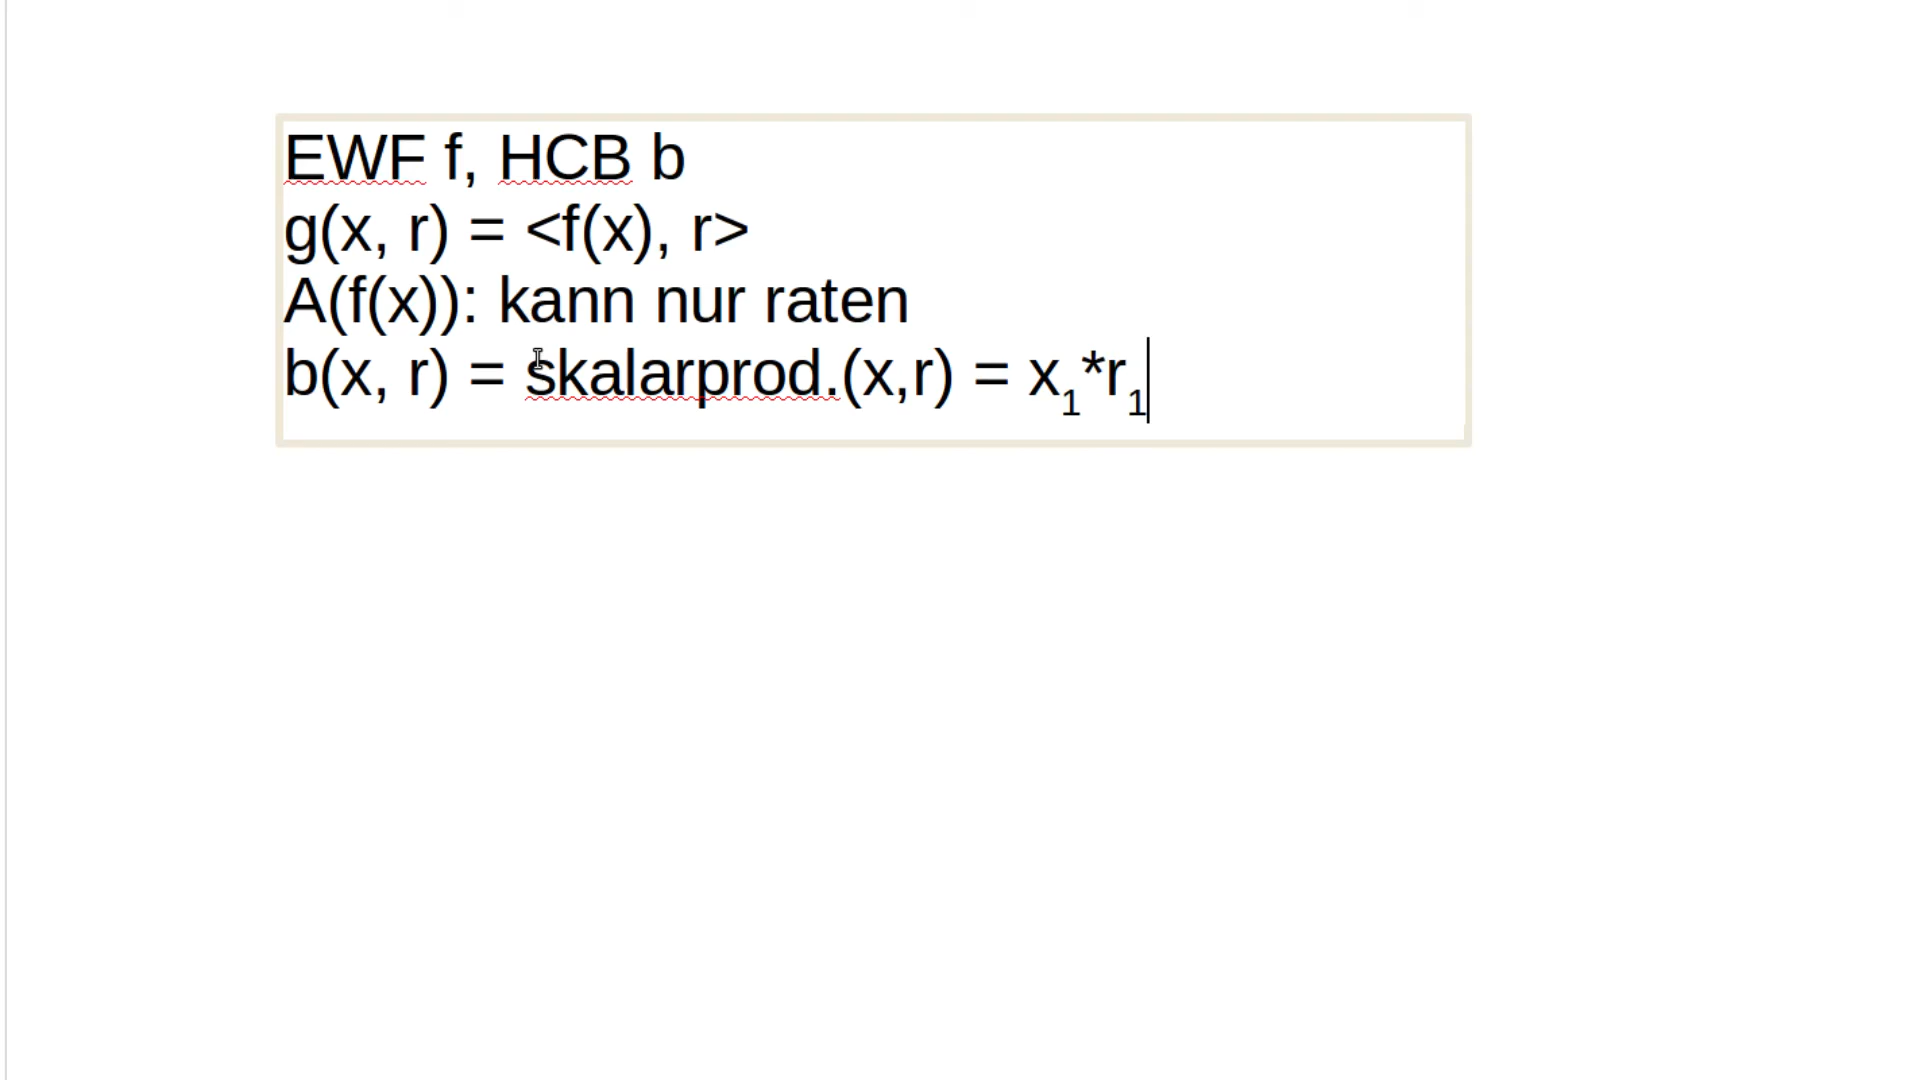 EWF f, HCB b
g(x, r) = <f(x), r>
A(f(x)): kann nur raten
b(x, r) = skalarprod.(x,r) = x₁*r₁